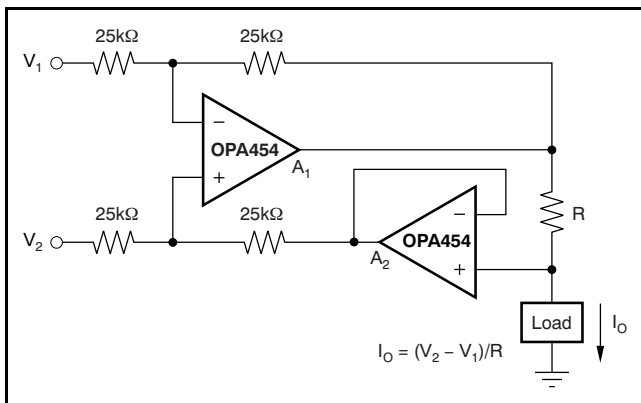 25kΩ 25kΩ
V1
−
OPA454
+
A1
25kΩ 25kΩ
V2
−
OPA454
+
A2
R
Load
IO
IO = (V2 − V1)/R